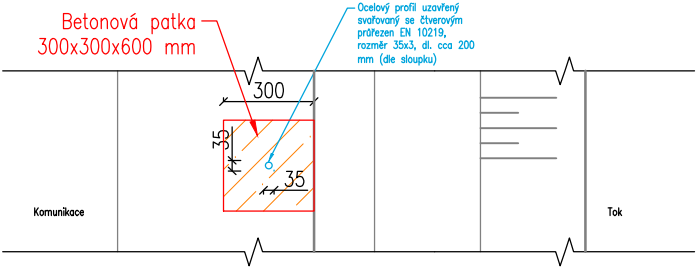 Betonová patka
300x300x600 mm
Ocelový profil uzavřený
svařovaný se čtverovým
průřezen EN 10219,
rozměr 35x3, dl. cca 200
mm (dle sloupku)
300
35
35
Komunikace
Tok